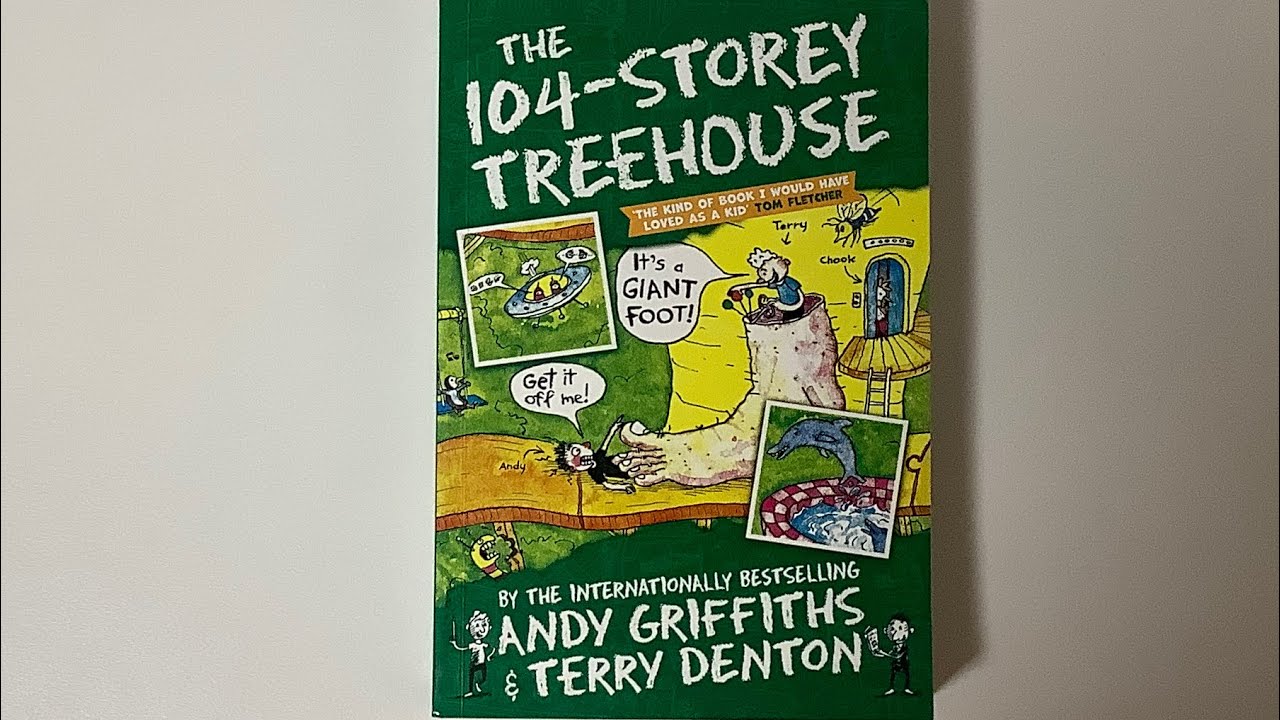 THE
104-STOREY
TREEHOUSE
'THE KIND OF BOOK I WOULD HAVE
LOVED AS A KID' TOM FLETCHER
Terry
Chook
It's a
GIANT
FOOT!
Get it
off me!
Andy
BY THE INTERNATIONALLY BESTSELLING
ANDY GRIFFITHS
& TERRY DENTON